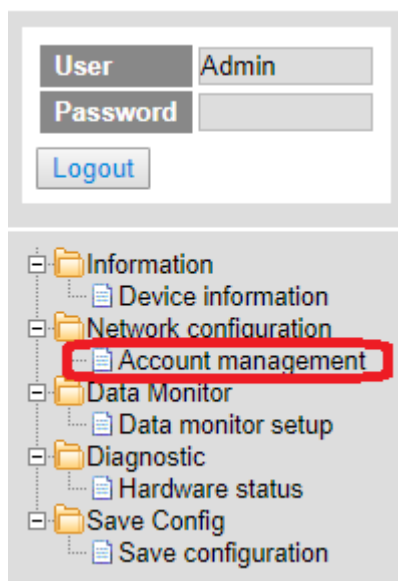 User Admin
Password
Logout
Information
Device information
Network configuration
Account management
Data Monitor
Data monitor setup
Diagnostic
Hardware status
Save Config
Save configuration